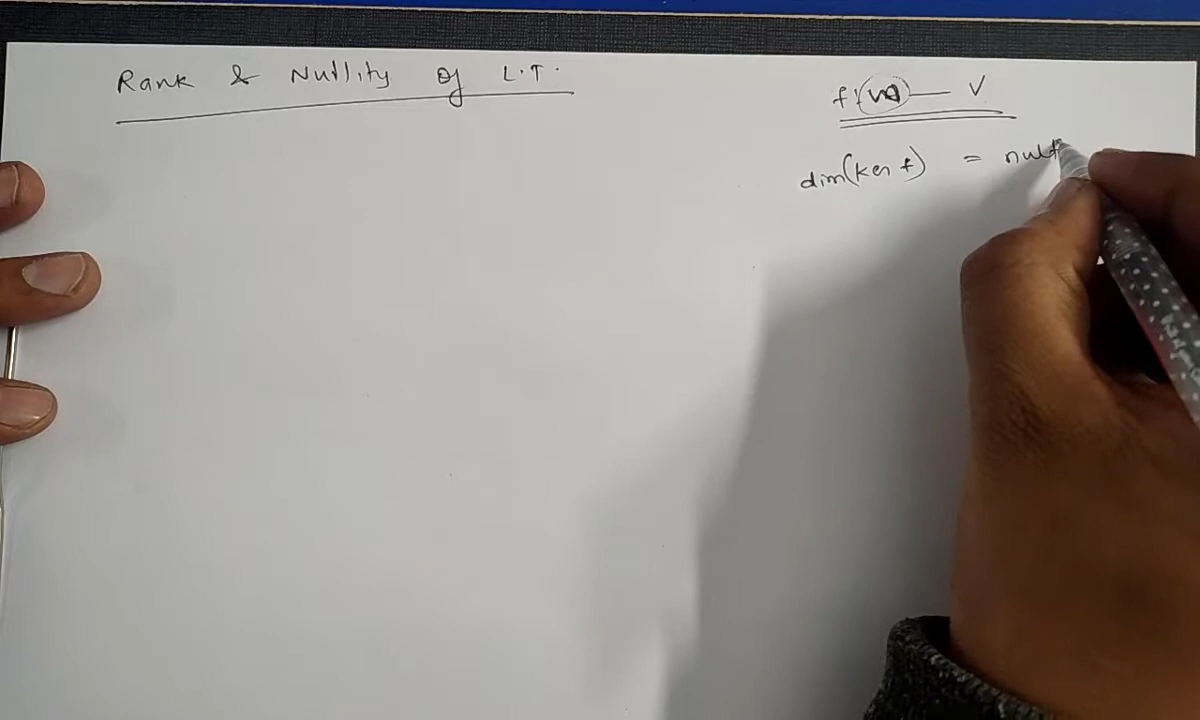 Rank & Nullity of L.T.
f: — V
dim(ker f) = null